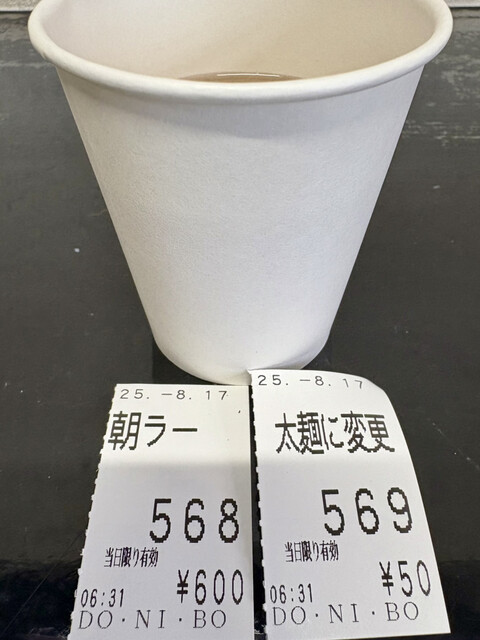 25.-8.17
朝ラー
568
当日限り有効
06:31 ¥600
DO・NI・BO
25.-8.17
太麺に変更
569
当日限り有効
06:31 ¥50
DO・NI・BO